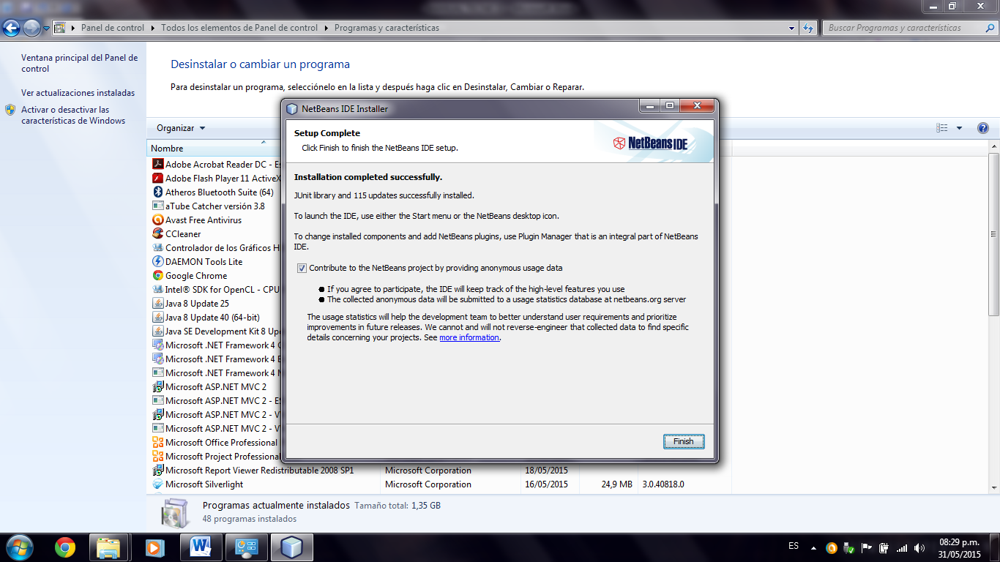 Panel de control
Todos los elementos de Panel de control
Programas y características
Buscar Programas y características
Ventana principal del Panel de
control
Ver actualizaciones instaladas
Activar o desactivar las
características de Windows
Desinstalar o cambiar un programa
Para desinstalar un programa, selecciónelo en la lista y después haga clic en Desinstalar, Cambiar o Reparar.
Organizar
Nombre
Adobe Acrobat Reader DC - Es
Adobe Flash Player 11 ActiveX
Atheros Bluetooth Suite (64)
aTube Catcher versión 3.8
Avast Free Antivirus
CCleaner
Controlador de los Gráficos H
DAEMON Tools Lite
Google Chrome
Intel® SDK for OpenCL - CPU
Java 8 Update 25
Java 8 Update 40 (64-bit)
Java SE Development Kit 8 Up
Microsoft .NET Framework 4
Microsoft .NET Framework 4 E
Microsoft .NET Framework 4
Microsoft ASP.NET MVC 2
Microsoft ASP.NET MVC 2 - ES
Microsoft ASP.NET MVC 2 - V
Microsoft ASP.NET MVC 2 - V
Microsoft Office Professional
Microsoft Project Professional
Microsoft Report Viewer Redistributable 2008 SP1 Microsoft Corporation 18/05/2015
Microsoft Silverlight Microsoft Corporation 16/05/2015 24,9 MB 3.0.40818.0
NetBeans IDE Installer
Setup Complete
Click Finish to finish the NetBeans IDE setup.
NetBeans IDE
Installation completed successfully.
JUnit library and 115 updates successfully installed.
To launch the IDE, use either the Start menu or the NetBeans desktop icon.
To change installed components and add NetBeans plugins, use Plugin Manager that is an integral part of NetBeans
IDE.
Contribute to the NetBeans project by providing anonymous usage data
● If you agree to participate, the IDE will keep track of the high-level features you use
● The collected anonymous data will be submitted to a usage statistics database at netbeans.org server
The usage statistics will help the development team to better understand user requirements and prioritize
improvements in future releases. We cannot and will not reverse-engineer that collected data to find specific
details concerning your projects. See more information.
Finish
Programas actualmente instalados Tamaño total: 1,35 GB
48 programas instalados
ES
08:29 p.m.
31/05/2015